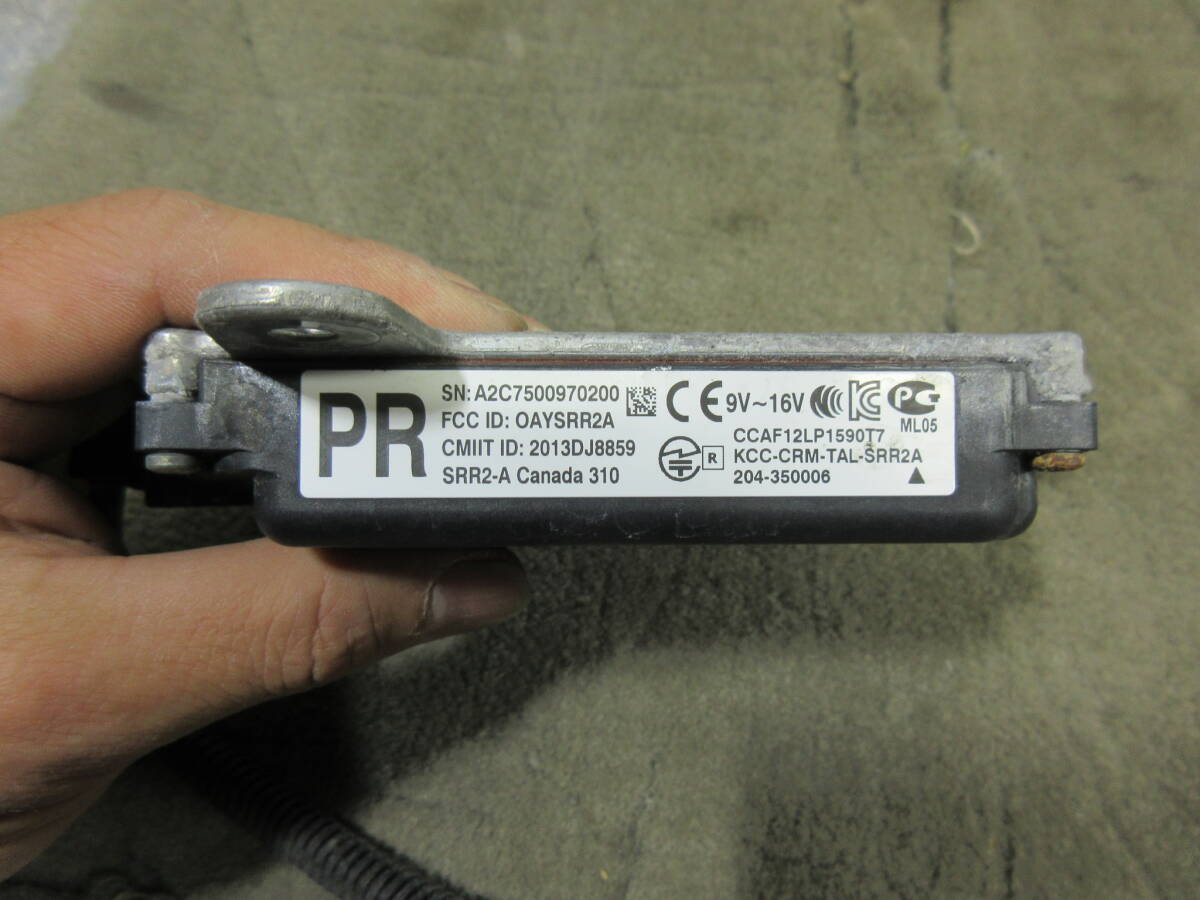 PR
SN: A2C7500970200
FCC ID: OAYSRR2A
CMIIT ID: 2013DJ8859
SRR2-A Canada 310
CE 9V~16V
ML05
CCAF12LP1590T7
R KCC-CRM-TAL-SRR2A
204-350006